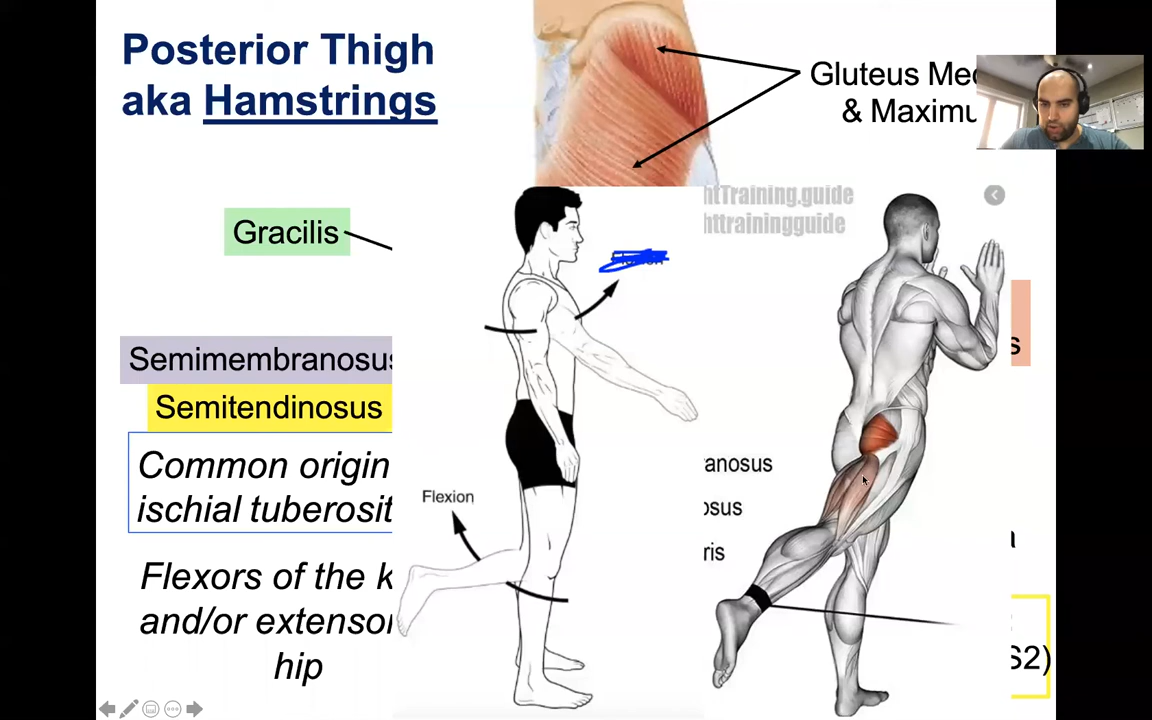 Posterior Thigh
aka Hamstrings
Gluteus Med
& Maximu
htTraining.guide
httrainingguide
Gracilis
s
Semimembranosus
Semitendinosus
Common origin
ischial tuberosit
anosus
osus
ris
Flexion
Flexors of the k
and/or extensor
hip
S2)